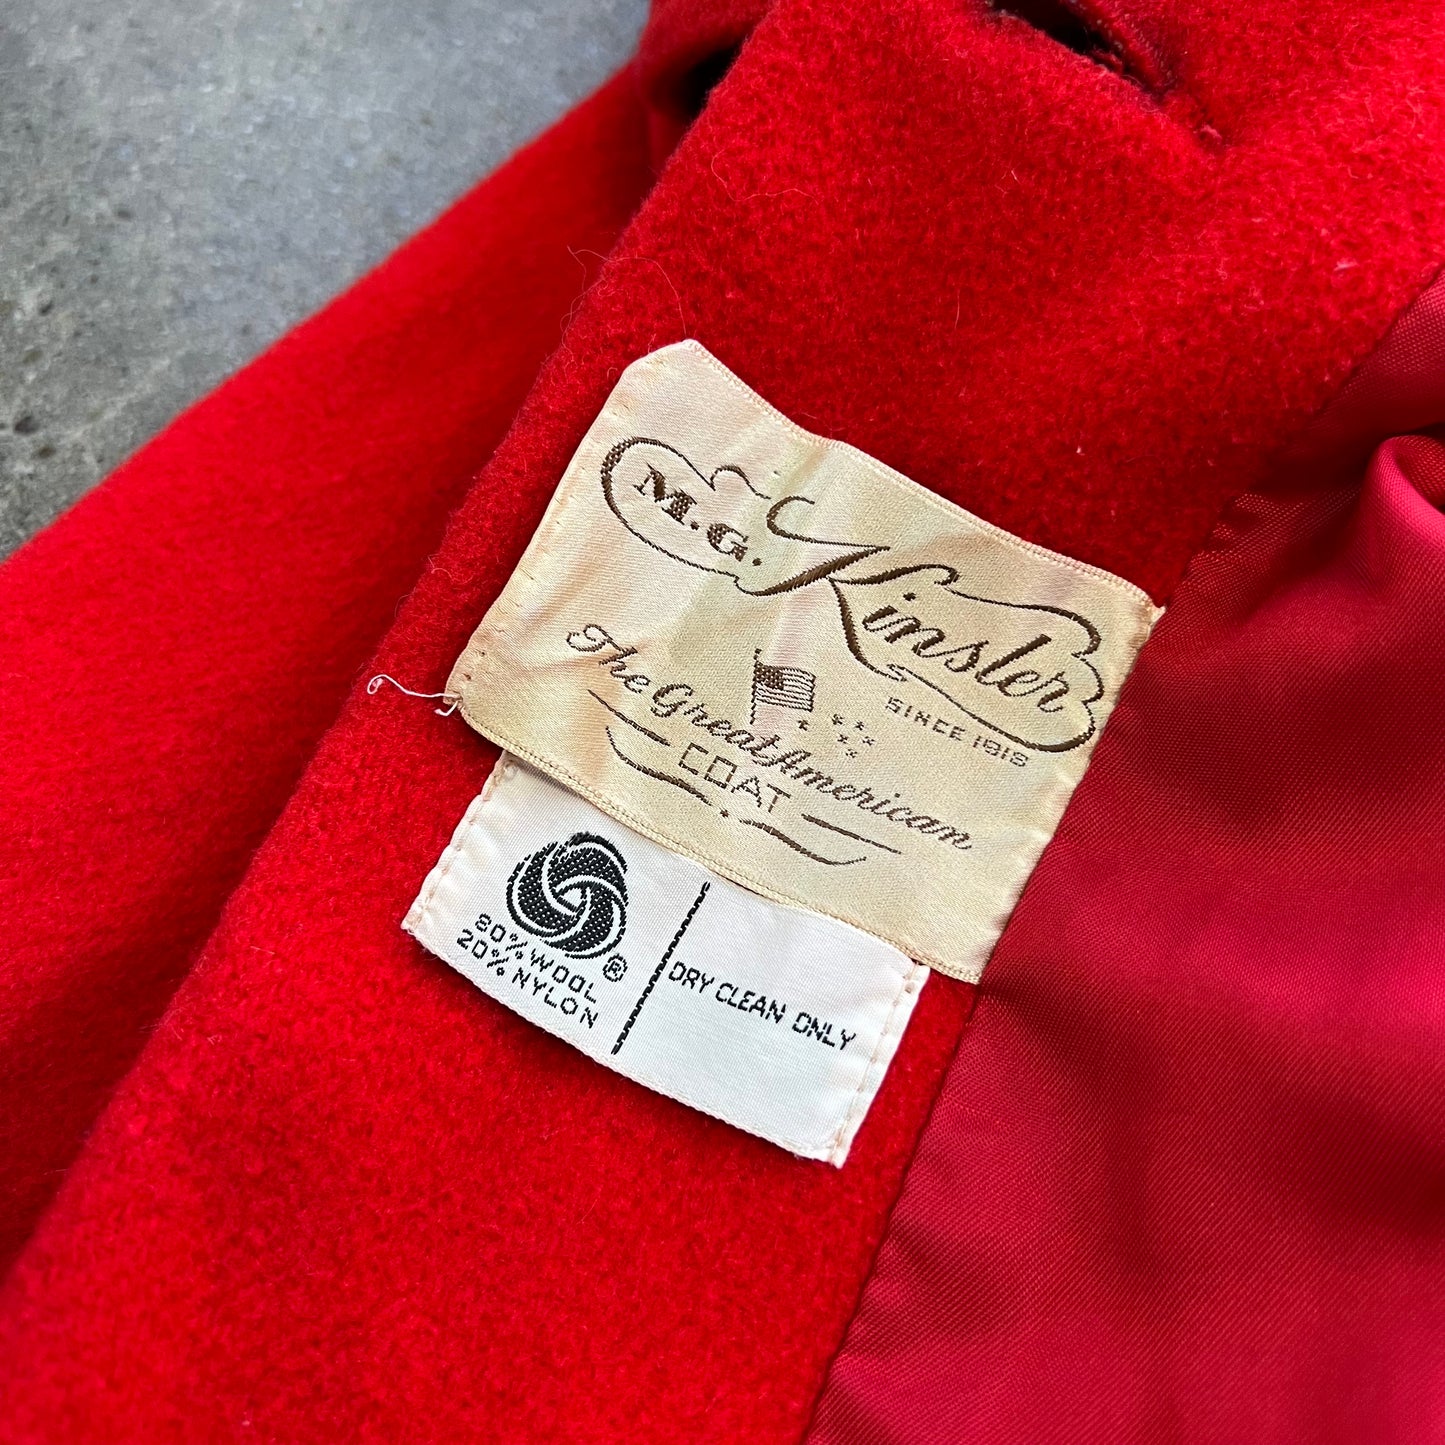 M.G. Kinsler
SINCE 1918
The Great American
COAT
80% WOOL
20% NYLON
®
DRY CLEAN ONLY